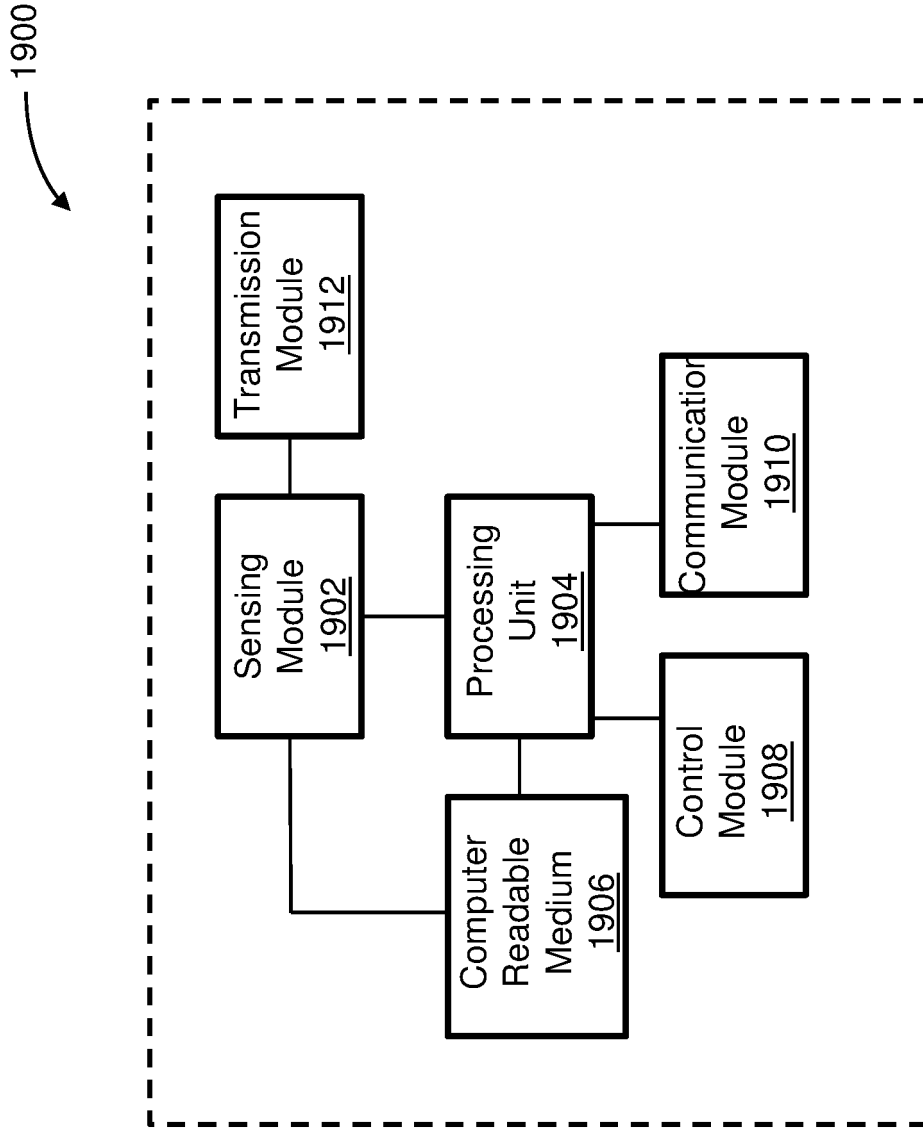 1900
Sensing
Module
1902
Transmission
Module
1912
Computer
Readable
Medium
1906
Processing
Unit
1904
Control
Module
1908
Communication
Module
1910